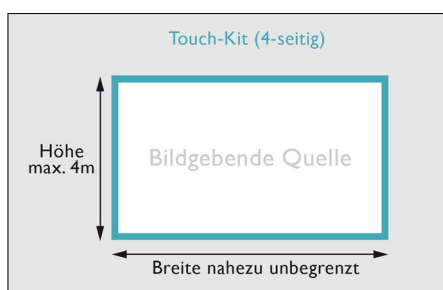 Touch-Kit (4-seitig)
Höhe
max. 4m
Bildgebende Quelle
Breite nahezu unbegrenzt